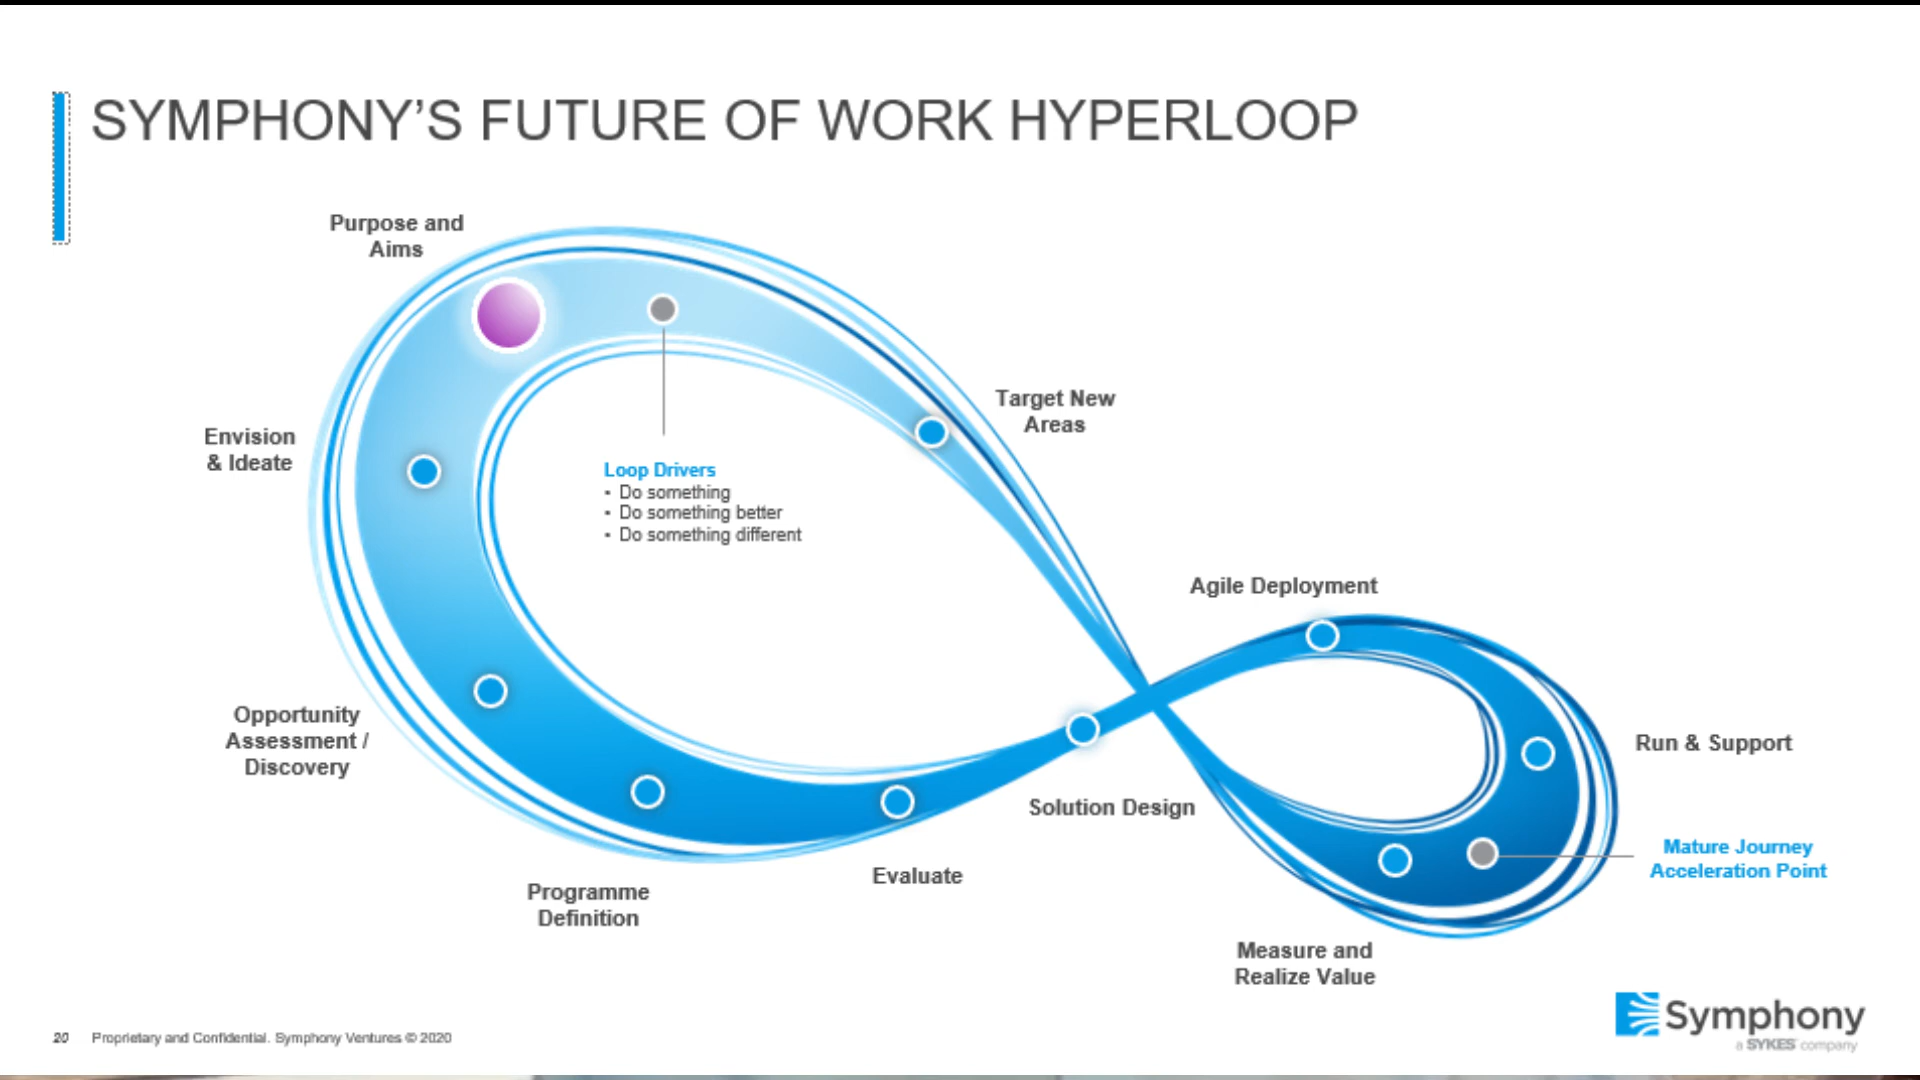 SYMPHONY’S FUTURE OF WORK HYPERLOOP
Purpose and
Aims
Target New
Areas
Envision
& Ideate
Loop Drivers
▪ Do something
▪ Do something better
▪ Do something different
Agile Deployment
Opportunity
Assessment /
Discovery
Run & Support
Solution Design
Mature Journey
Acceleration Point
Evaluate
Programme
Definition
Measure and
Realize Value
Symphony
a SYKES company
20 Proprietary and Confidential. Symphony Ventures © 2020